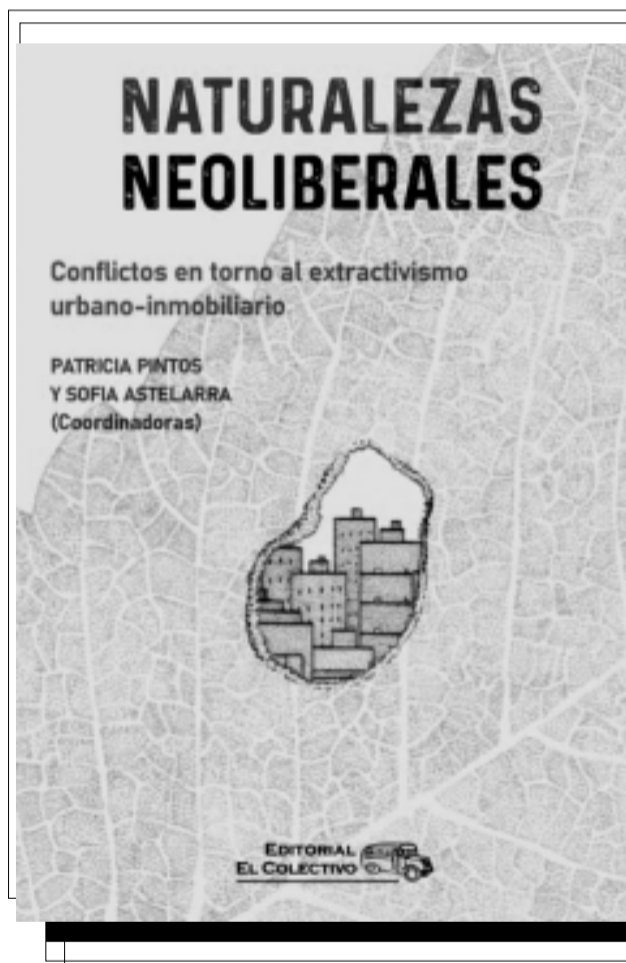 NATURALEZAS
NEOLIBERALES
Conflictos en torno al extractivismo
urbano-inmobiliario
PATRICIA PINTOS
Y SOFIA ASTELARRA
(Coordinadoras)
EDITORIAL
EL COLECTIVO